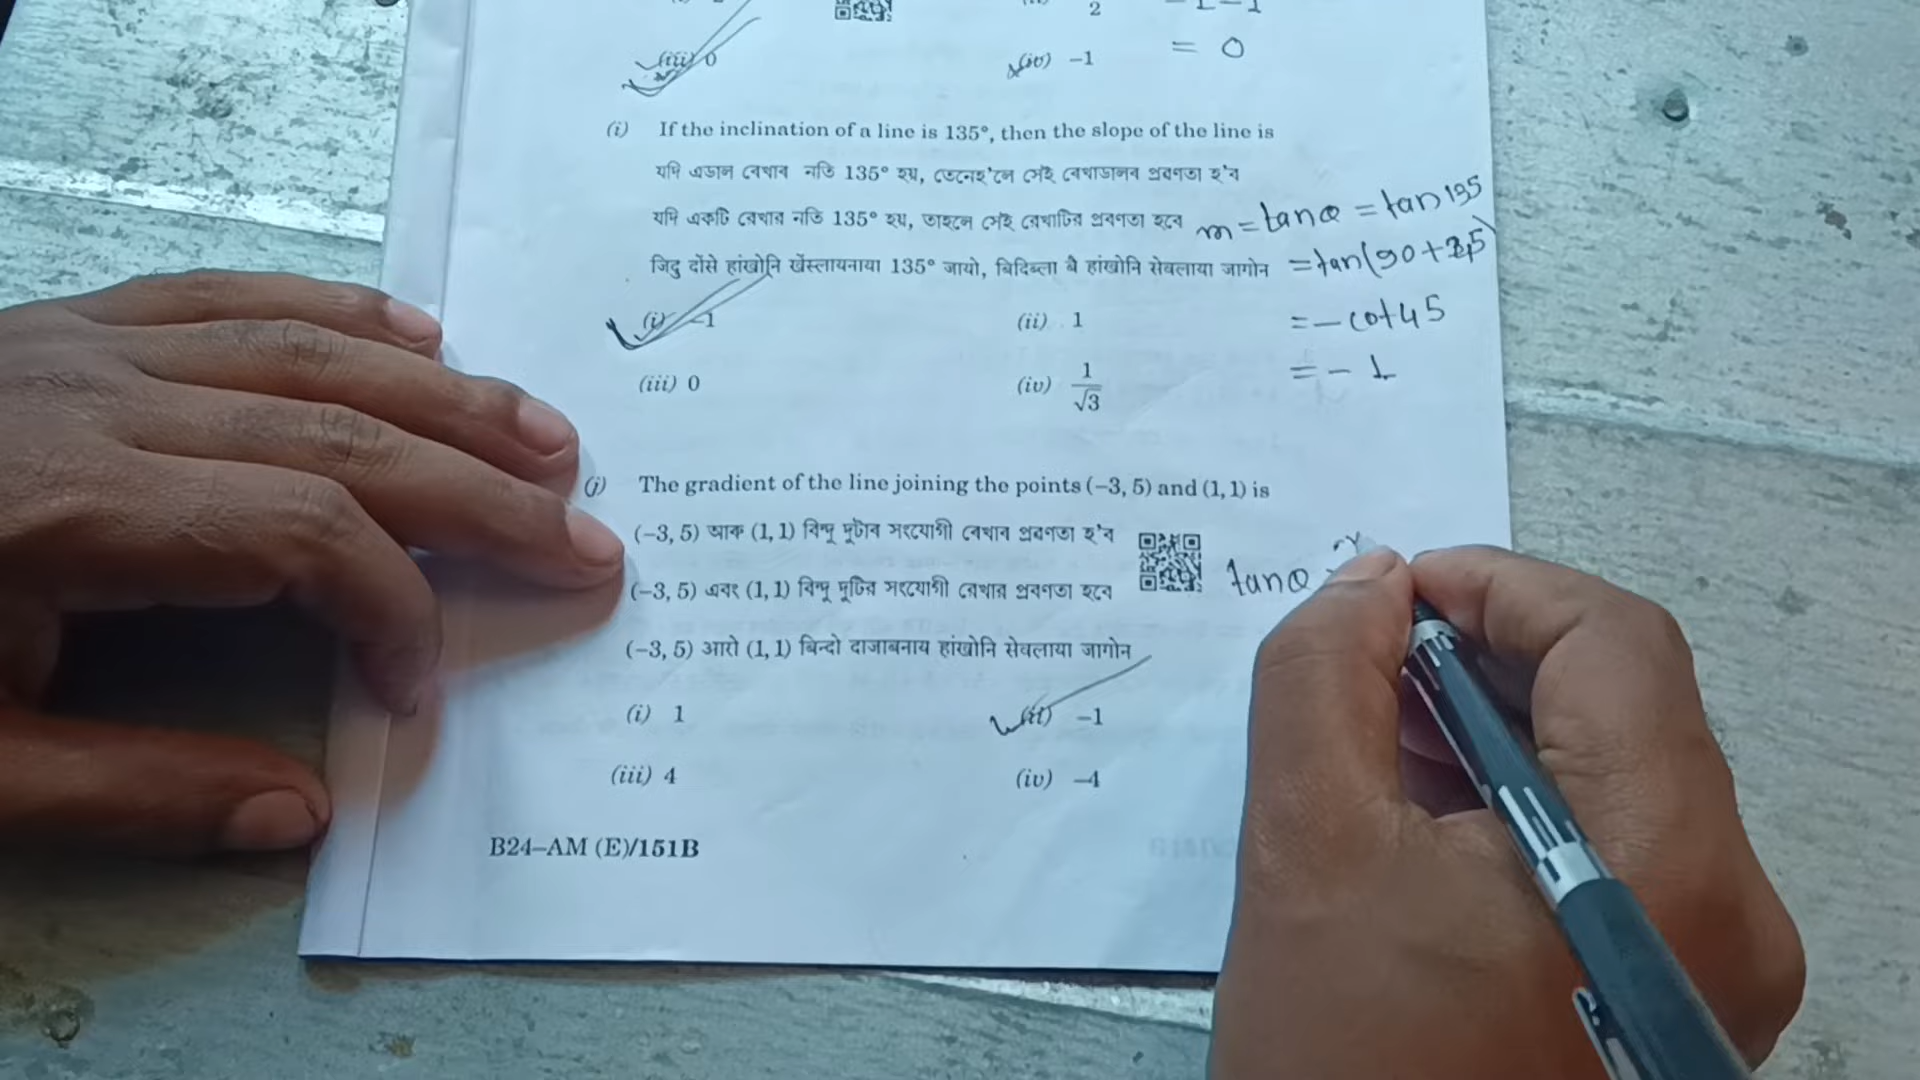 2 = -1-1
(iii) 0 (iv) -1 = 0
(i) If the inclination of a line is 135°, then the slope of the line is
যদি এডাল ৰেখাৰ নতি 135° হয়, তেনেহ'লে সেই ৰেখাডালৰ প্ৰৱণতা হ'ব
যদি একটি রেখার নতি 135° হয়, তাহলে সেই রেখাটির প্রবণতা হবে m = tanθ = tan 135
जिदु दोंसे हांखोनि खेंस्लायनाया 135° जायो, बिदिब्ला बै हांखोनि सेवलाया जागोन = tan(90+45)
(i) -1 (ii) 1 = - cot45
(iii) 0 (iv) 1/√3 = - 1
(j) The gradient of the line joining the points (-3, 5) and (1, 1) is
(-3, 5) আৰু (1, 1) বিন্দু দুটাৰ সংযোগী ৰেখাৰ প্ৰৱণতা হ'ব
(-3, 5) এবং (1, 1) বিন্দু দুটির সংযোগী রেখার প্রবণতা হবে tanθ
(-3, 5) आरो (1, 1) बिन्दो दाजाबनाय हांखोनि सेवलाया जागोन
(i) 1 (ii) -1
(iii) 4 (iv) -4
B24–AM (E)/151B